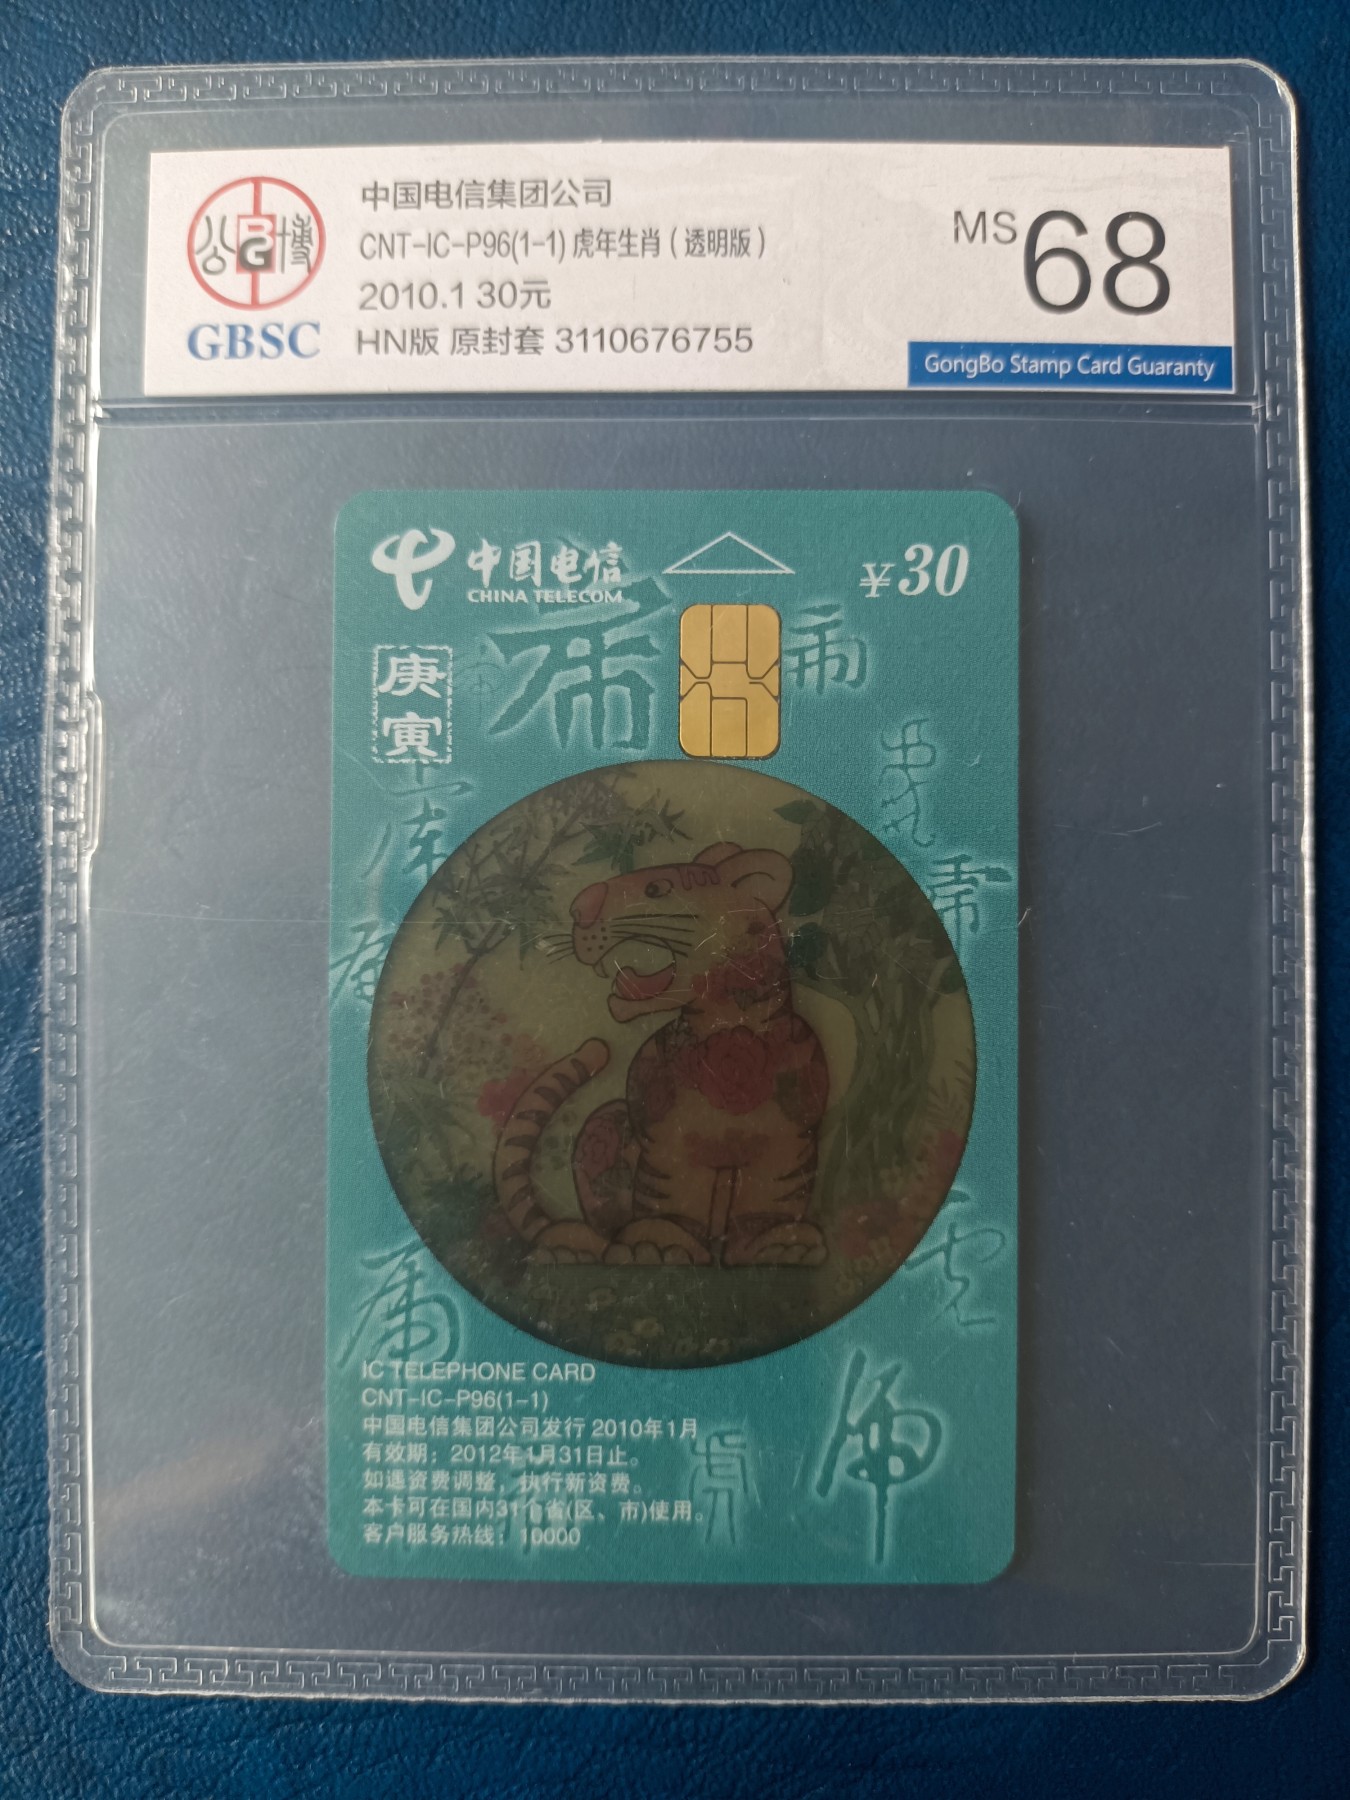 公博
BG
GBSC
中国电信集团公司
CNT-IC-P96(1-1) 虎年生肖(透明版)
2010.1 30元
HN版 原封套 3110676755
MS 68
GongBo Stamp Card Guaranty
中国电信
CHINA TELECOM
¥30
庚寅
IC TELEPHONE CARD
CNT-IC-P96(1-1)
中国电信集团公司发行 2010年1月
有效期：2012年1月31日止。
如遇资费调整，执行新资费。
本卡可在国内31个省(区、市)使用。
客户服务热线：10000